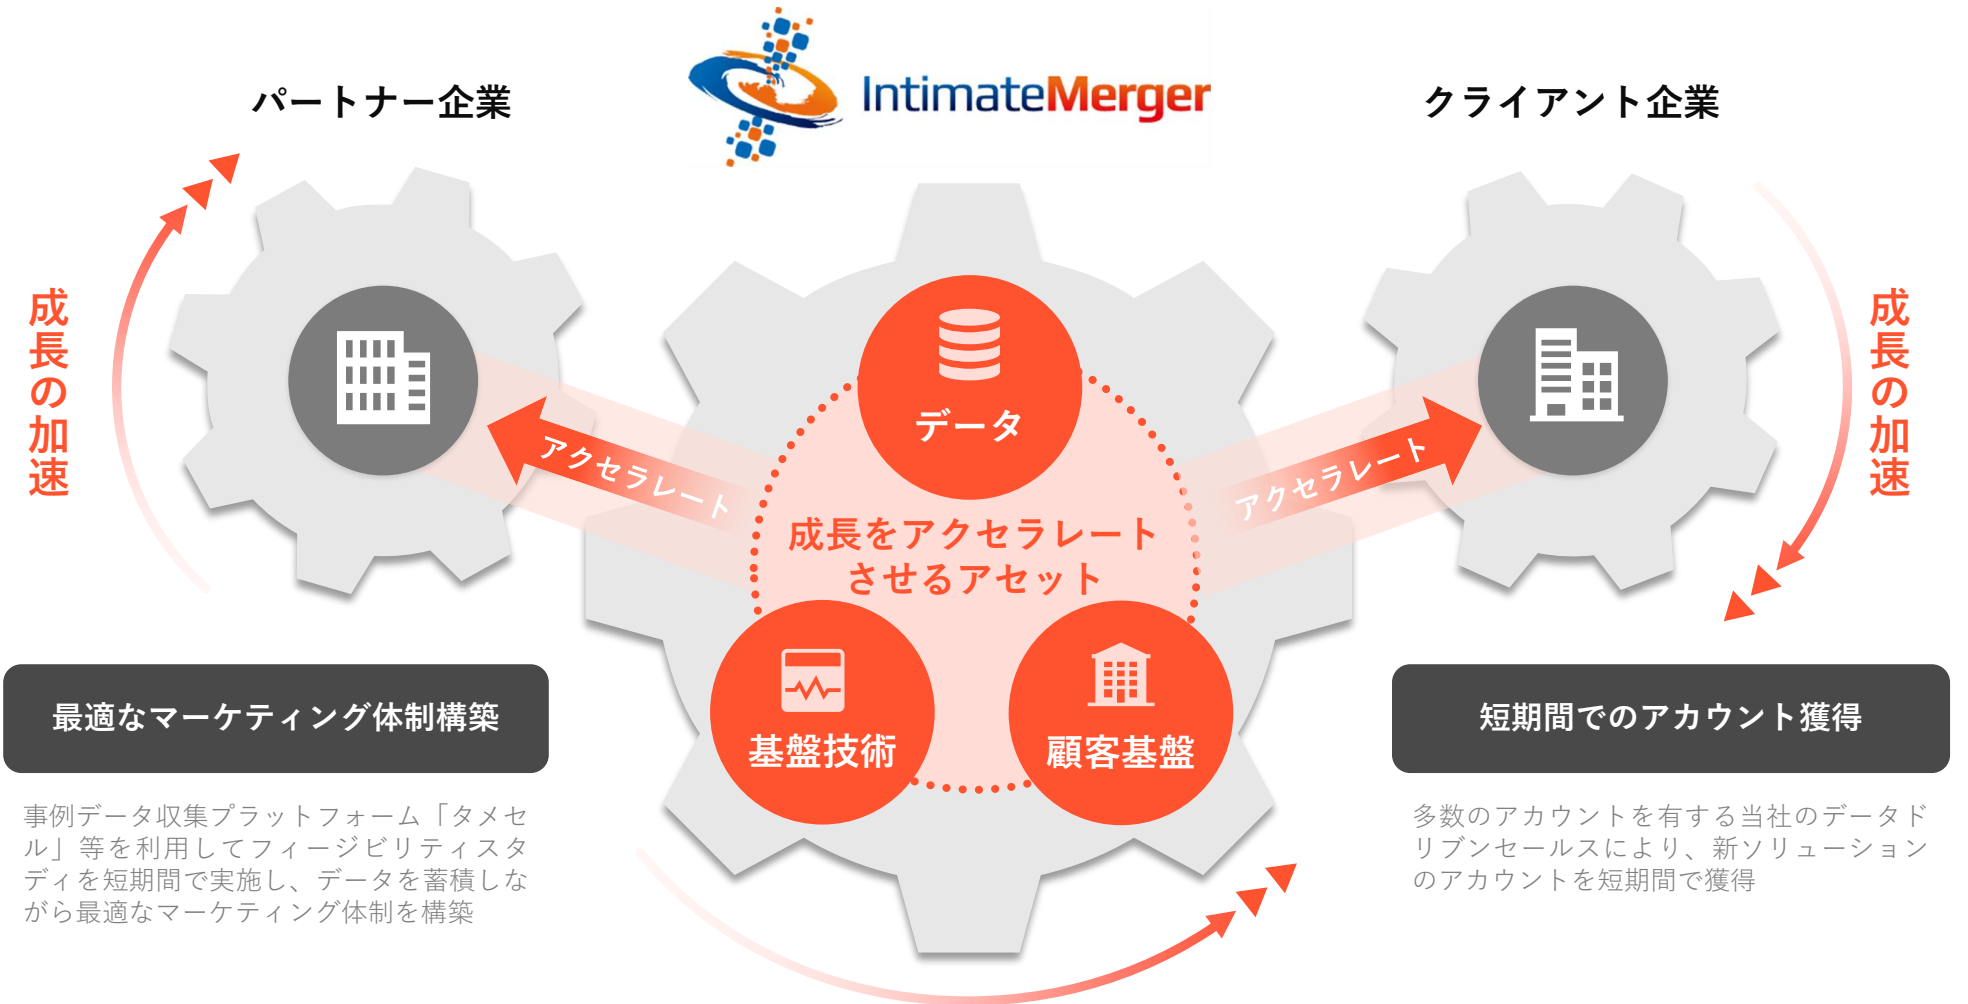 IntimateMerger
パートナー企業
クライアント企業
成長の加速
アクセラレート
データ
成長をアクセラレート
させるアセット
基盤技術
顧客基盤
アクセラレート
成長の加速
最適なマーケティング体制構築
事例データ収集プラットフォーム「タメセ
ル」等を利用してフィージビリティスタ
ディを短期間で実施し、データを蓄積しな
がら最適なマーケティング体制を構築
短期間でのアカウント獲得
多数のアカウントを有する当社のデータド
リブンセールスにより、新ソリューション
のアカウントを短期間で獲得